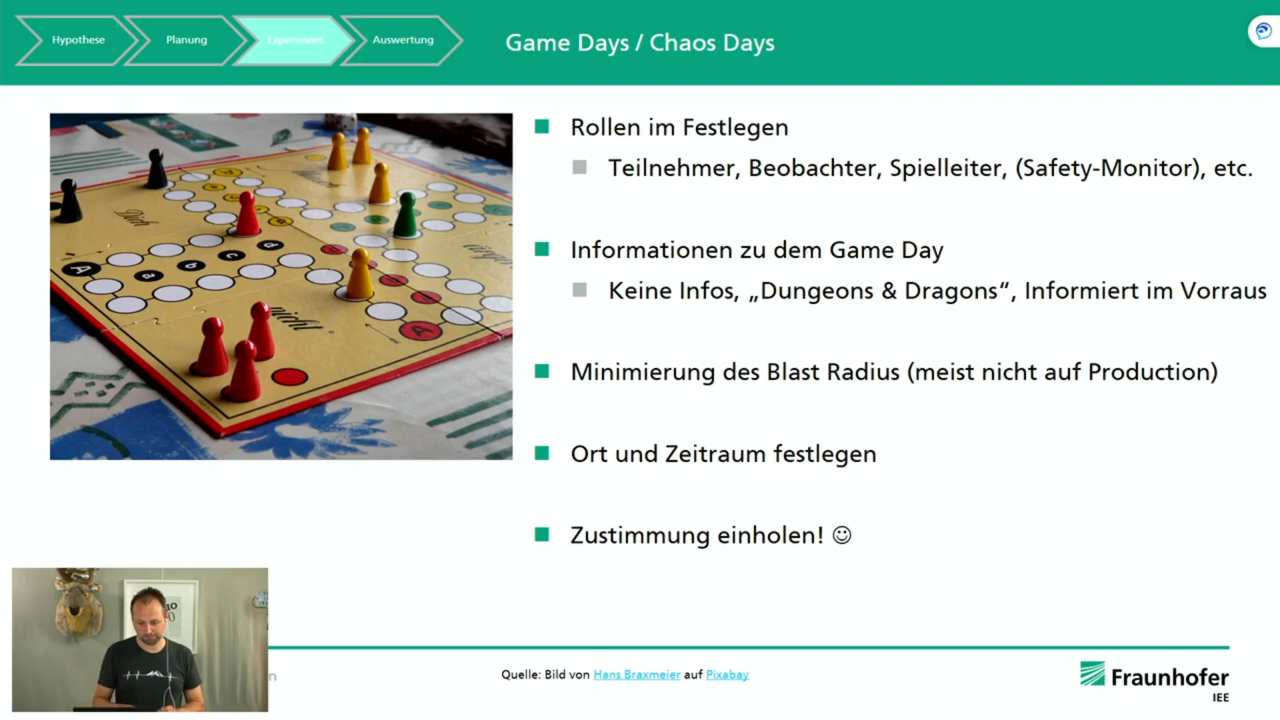 Hypothese
Planung
Experiment
Auswertung
Game Days / Chaos Days
Rollen im Festlegen
Teilnehmer, Beobachter, Spielleiter, (Safety-Monitor), etc.
Informationen zu dem Game Day
Keine Infos, „Dungeons & Dragons“, Informiert im Vorraus
Minimierung des Blast Radius (meist nicht auf Production)
Ort und Zeitraum festlegen
Zustimmung einholen! ☺
nicht
A
a
b
c
d
A
Quelle: Bild von Hans Braxmeier auf Pixabay
Fraunhofer
IEE